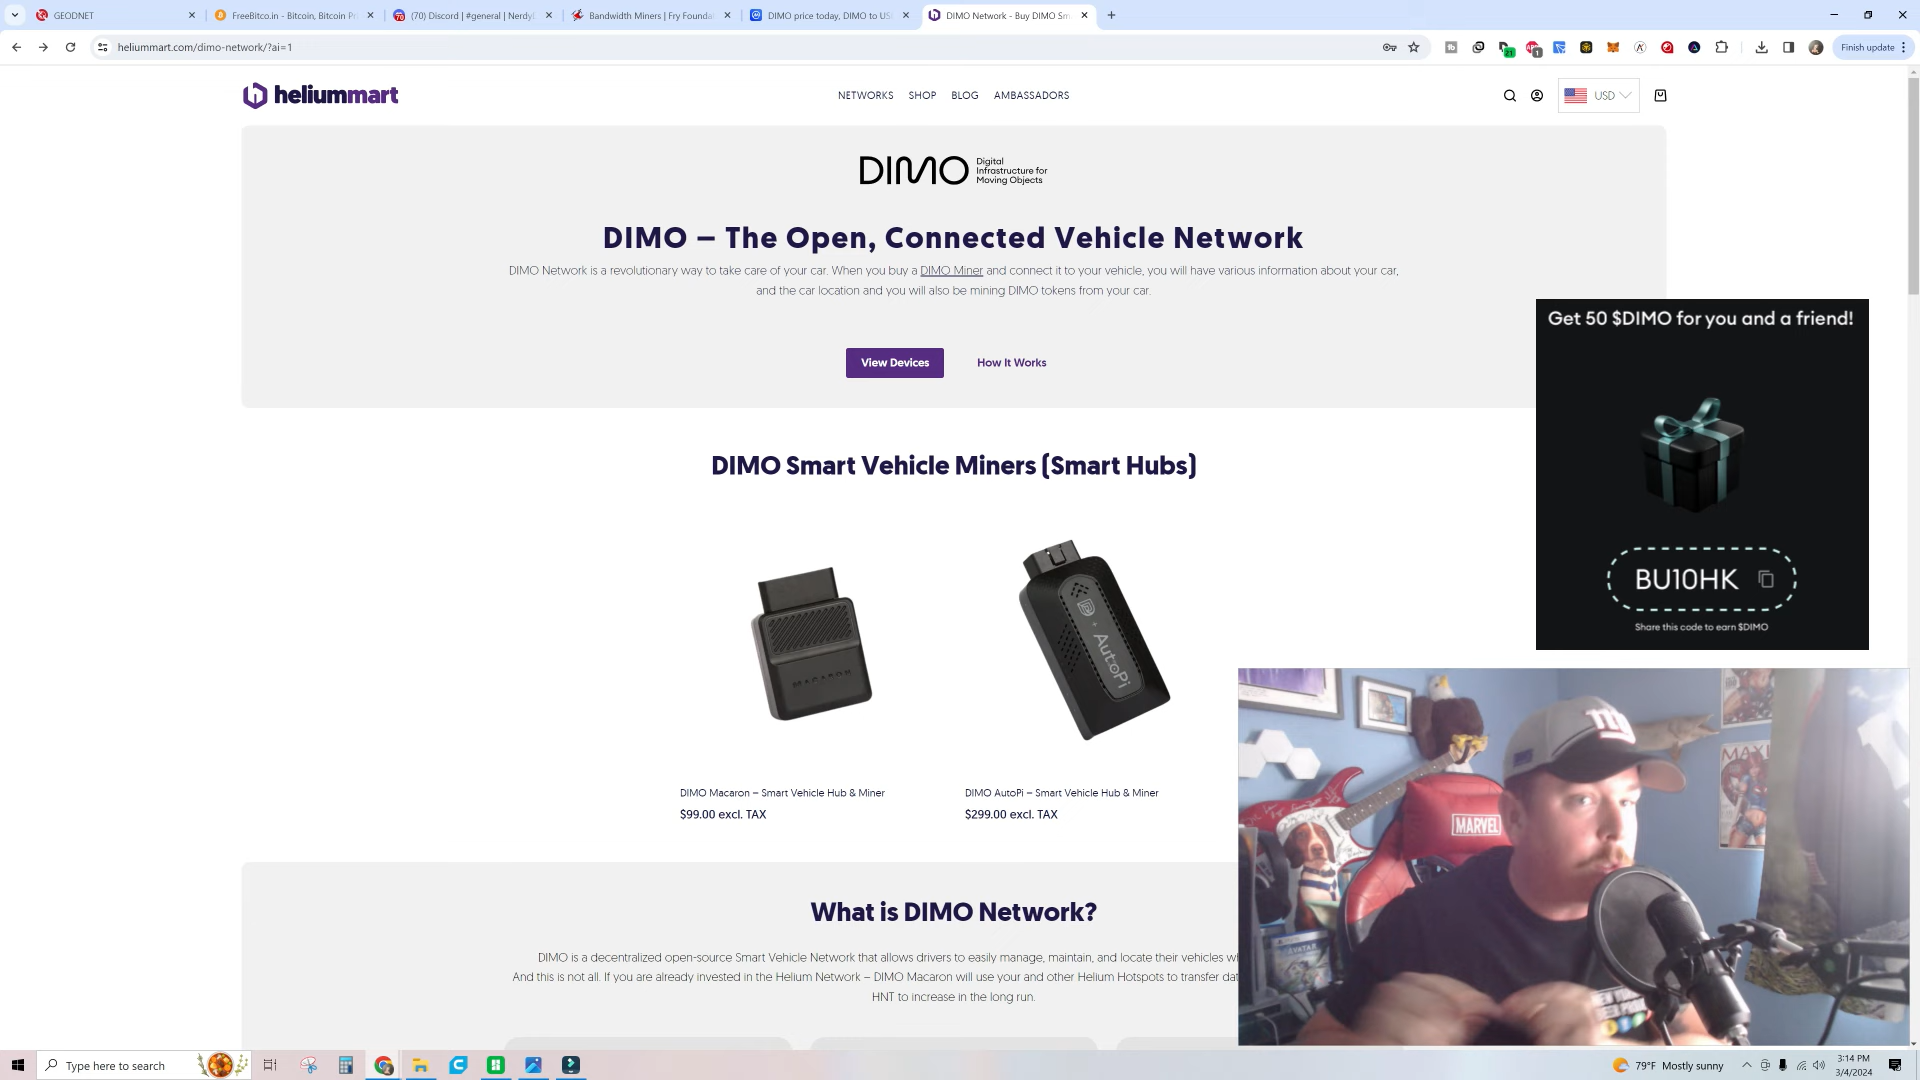 GEODNET
FreeBitco.in - Bitcoin, Bitcoin Pr
(70) Discord | #general | Nerdyl
Bandwidth Miners | Fry Founda
DIMO price today, DIMO to US
DIMO Network - Buy DIMO Sm
heliummart.com/dimo-network/?ai=1
21
1
Finish update
heliummart
NETWORKS
SHOP
BLOG
AMBASSADORS
USD
DIMO
Digital
Infrastructure for
Moving Objects
DIMO – The Open, Connected Vehicle Network
DIMO Network is a revolutionary way to take care of your car. When you buy a DIMO Miner and connect it to your vehicle, you will have various information about your car,
and the car location and you will also be mining DIMO tokens from your car.
View Devices
How It Works
Get 50 $DIMO for you and a friend!
BU10HK
Share this code to earn $DIMO
DIMO Smart Vehicle Miners (Smart Hubs)
MACARON
+ AutoPi
DIMO Macaron – Smart Vehicle Hub & Miner
$99.00 excl. TAX
DIMO AutoPi – Smart Vehicle Hub & Miner
$299.00 excl. TAX
MARVEL
MAXI
AVATAR
What is DIMO Network?
DIMO is a decentralized open-source Smart Vehicle Network that allows drivers to easily manage, maintain, and locate their vehicles wh
And this is not all. If you are already invested in the Helium Network – DIMO Macaron will use your and other Helium Hotspots to transfer dat
HNT to increase in the long run.
Type here to search
79°F Mostly sunny
3:14 PM
3/4/2024